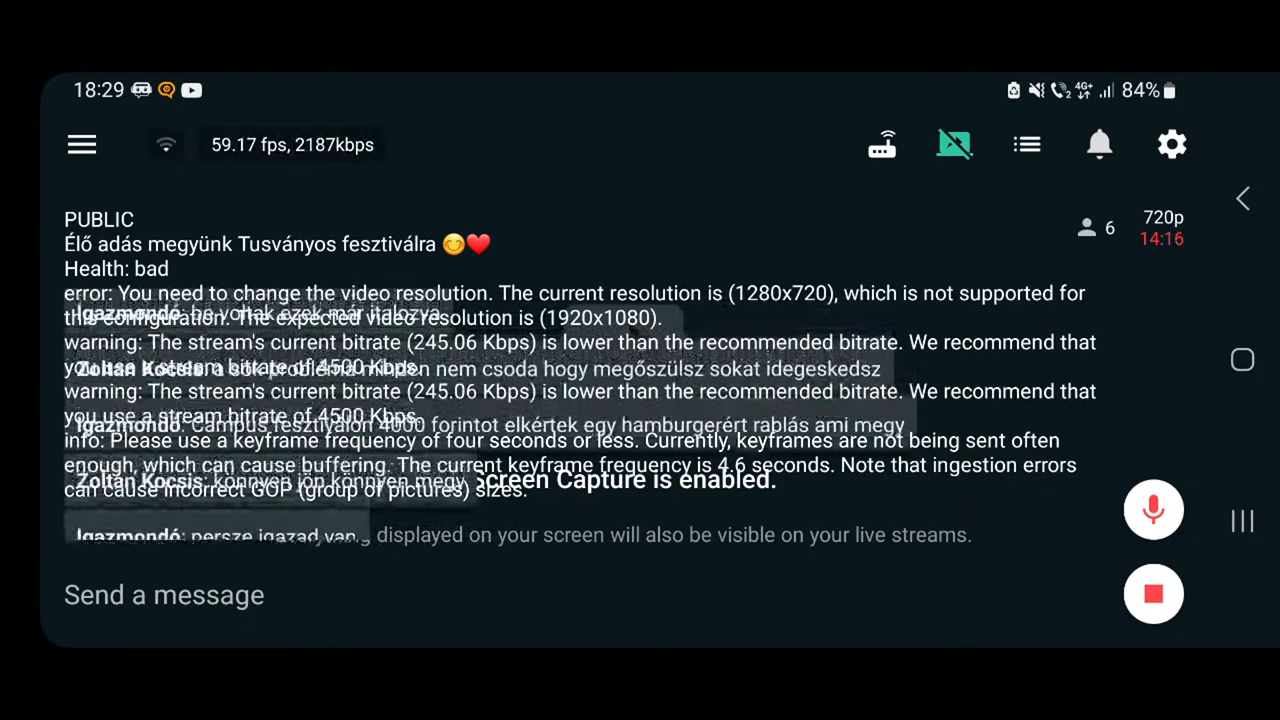 18:29
84%
59.17 fps, 2187kbps
PUBLIC
6
720p
Élő adás megyünk Tusványos fesztiválra 😊❤️
14:16
Health: bad
error: You need to change the video resolution. The current resolution is (1280x720), which is not supported for
Igazmondó: be voltak ezek már italozva
this configuration. The expected video resolution is (1920x1080).
warning: The stream's current bitrate (245.06 Kbps) is lower than the recommended bitrate. We recommend that
you use a stream bitrate of 4500 Kbps.
Zoltán Kocsis: a sok probléma minden nem csoda hogy megőszülsz sokat idegeskedsz
warning: The stream's current bitrate (245.06 Kbps) is lower than the recommended bitrate. We recommend that
you use a stream bitrate of 4500 Kbps.
Igazmondó: Campus fesztiválon 4000 forintot elkértek egy hamburgerért rablás ami megy
info: Please use a keyframe frequency of four seconds or less. Currently, keyframes are not being sent often
enough, which can cause buffering. The current keyframe frequency is 4.6 seconds. Note that ingestion errors
Zoltán Kocsis: könnyen jön könnyen megy
Screen Capture is enabled.
can cause incorrect GOP (group of pictures) sizes.
Igazmondó: persze igazad van
displayed on your screen will also be visible on your live streams.
Send a message